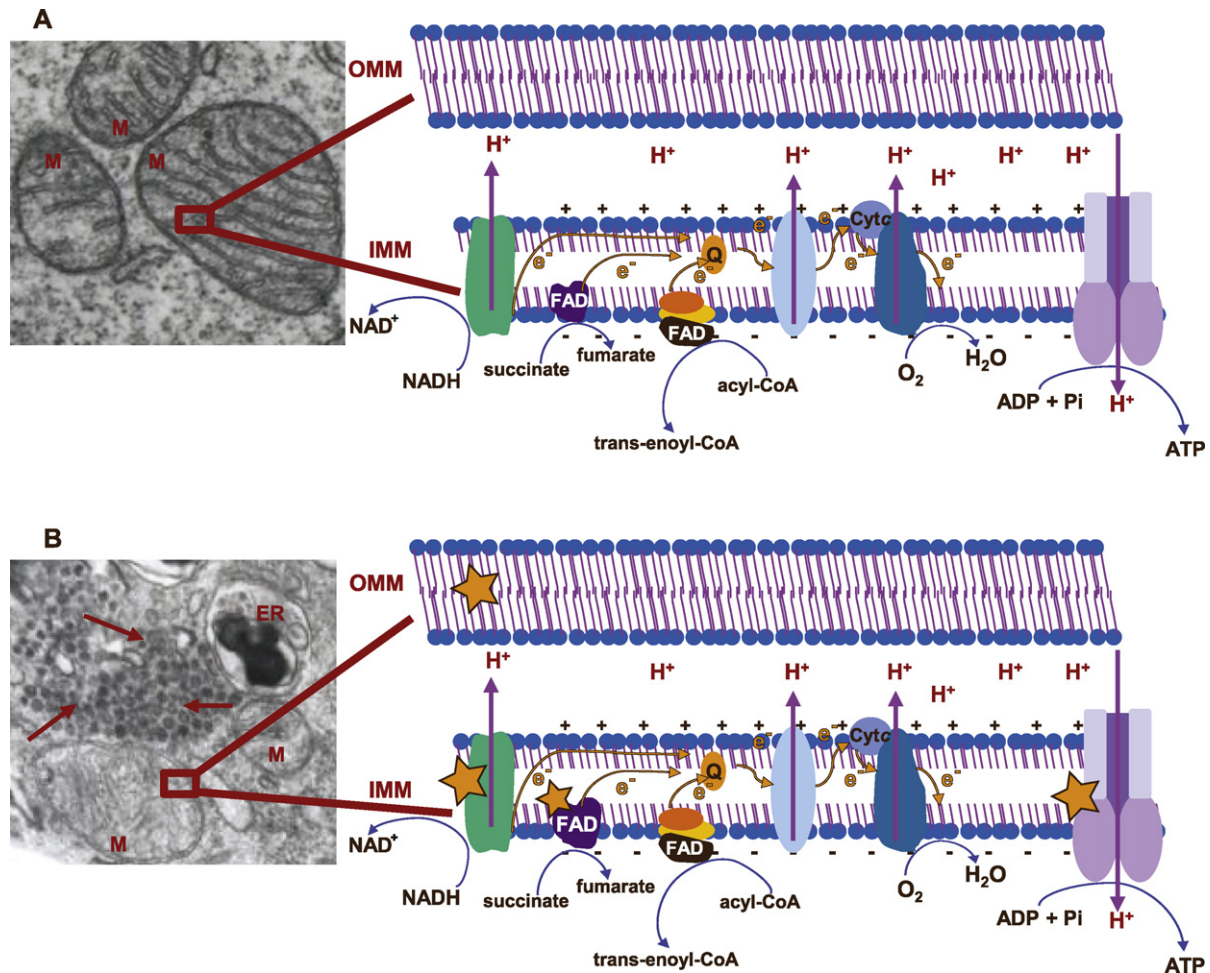 A
OMM
M
M
M
H⁺
H⁺
H⁺
H⁺
H⁺
H⁺
H⁺
+ + + + + + + + +
e⁻
e⁻
Cytc
IMM
Q
e⁻
e⁻
e⁻
e⁻
e⁻
FAD
FAD
NAD⁺
NADH
succinate
fumarate
acyl-CoA
trans-enoyl-CoA
O₂
H₂O
ADP + Pi
H⁺
ATP
B
OMM
ER
M
M
H⁺
H⁺
H⁺
H⁺
H⁺
H⁺
H⁺
+ + + + + + + + +
e⁻
e⁻
Cytc
IMM
Q
e⁻
e⁻
e⁻
e⁻
e⁻
FAD
FAD
NAD⁺
NADH
succinate
fumarate
acyl-CoA
trans-enoyl-CoA
O₂
H₂O
ADP + Pi
H⁺
ATP